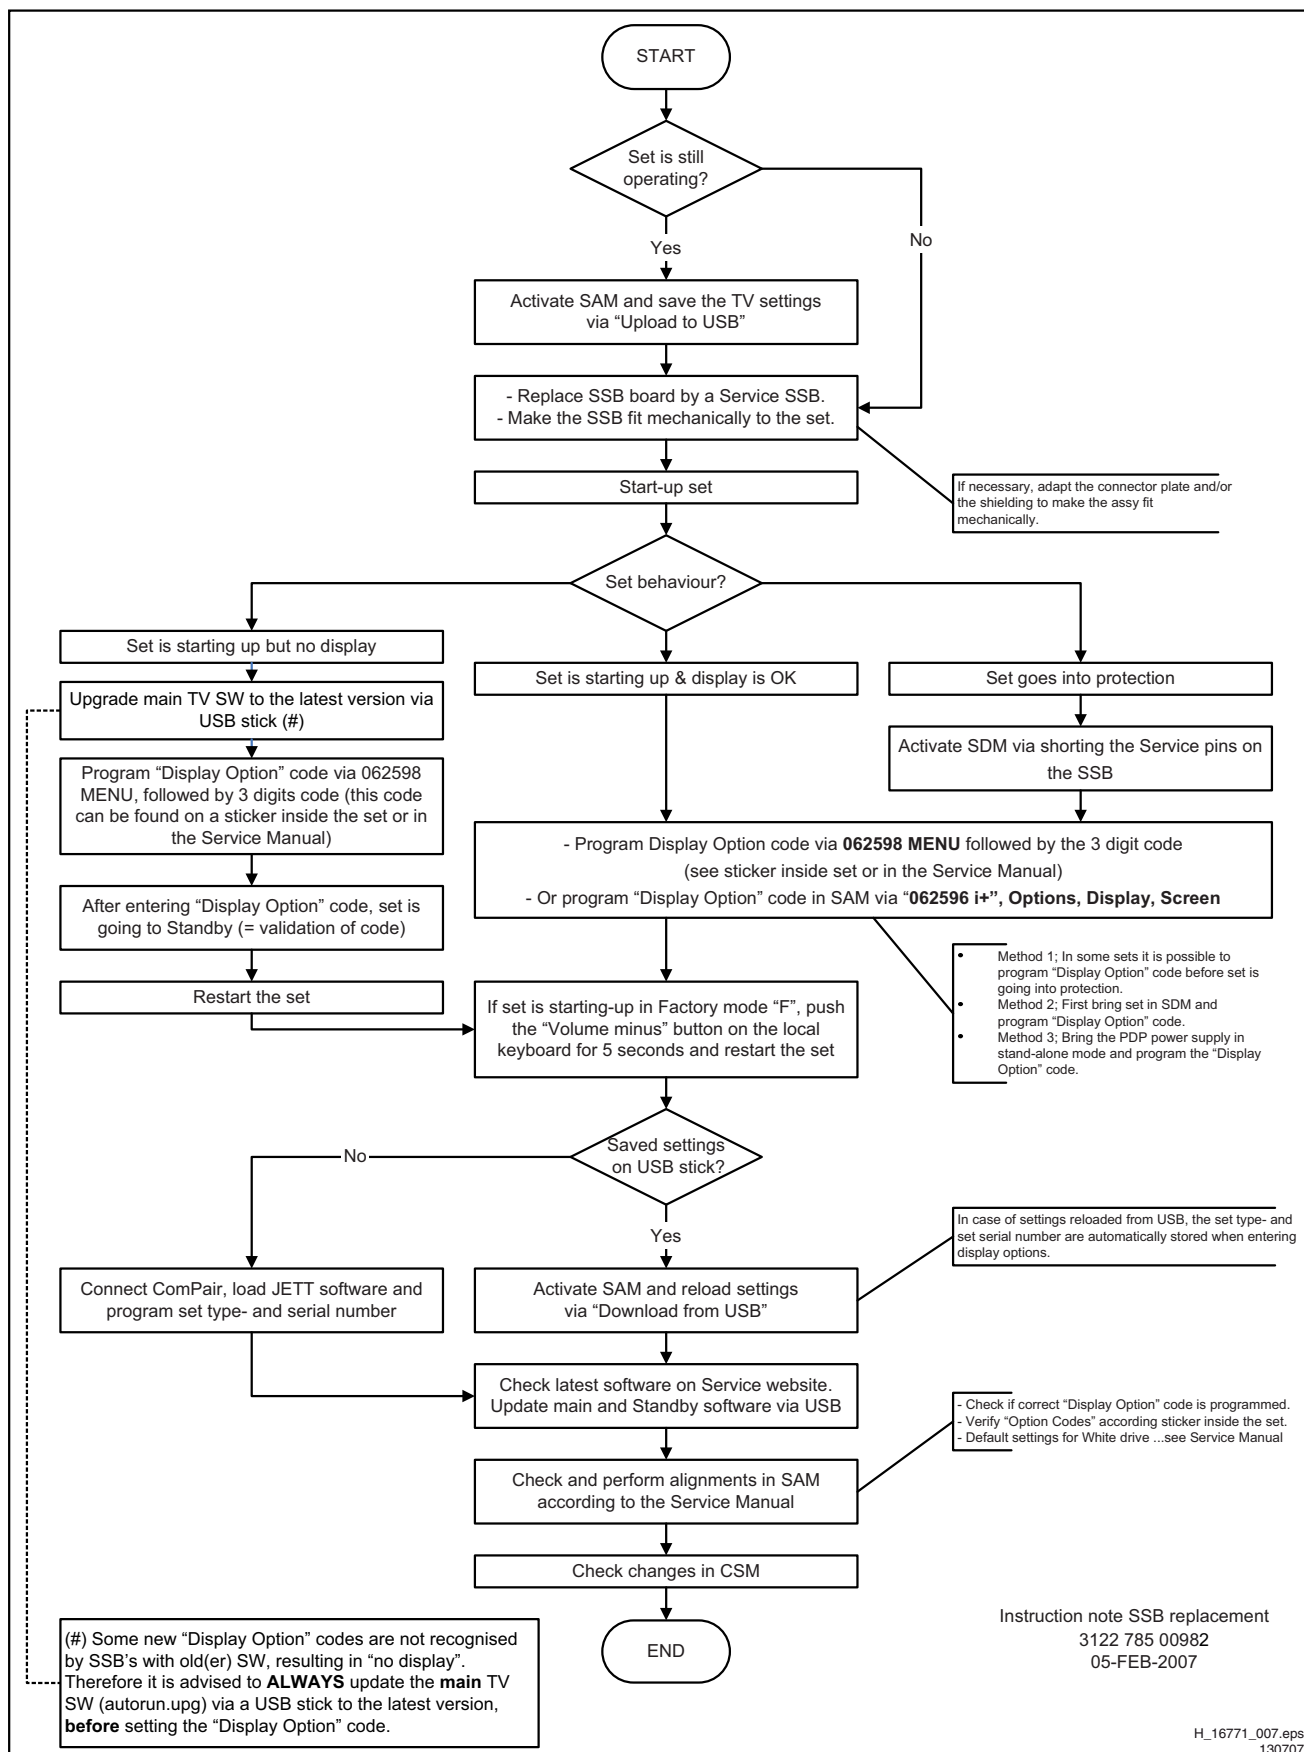 START
Set is still
operating?
No
Yes
Activate SAM and save the TV settings
via “Upload to USB”
- Replace SSB board by a Service SSB.
- Make the SSB fit mechanically to the set.
Start-up set
If necessary, adapt the connector plate and/or
the shielding to make the assy fit
mechanically.
Set behaviour?
Set is starting up but no display
Upgrade main TV SW to the latest version via
USB stick (#)
Program “Display Option” code via 062598
MENU, followed by 3 digits code (this code
can be found on a sticker inside the set or in
the Service Manual)
After entering “Display Option” code, set is
going to Standby (= validation of code)
Restart the set
Set is starting up & display is OK
Set goes into protection
Activate SDM via shorting the Service pins on
the SSB
- Program Display Option code via 062598 MENU followed by the 3 digit code
(see sticker inside set or in the Service Manual)
- Or program “Display Option” code in SAM via “062596 i+”, Options, Display, Screen
• Method 1; In some sets it is possible to
program “Display Option” code before set is
going into protection.
• Method 2; First bring set in SDM and
program “Display Option” code.
• Method 3; Bring the PDP power supply in
stand-alone mode and program the “Display
Option” code.
If set is starting-up in Factory mode “F”, push
the “Volume minus” button on the local
keyboard for 5 seconds and restart the set
Saved settings
on USB stick?
No
Yes
In case of settings reloaded from USB, the set type- and
set serial number are automatically stored when entering
display options.
Connect ComPair, load JETT software and
program set type- and serial number
Activate SAM and reload settings
via “Download from USB”
Check latest software on Service website.
Update main and Standby software via USB
- Check if correct “Display Option” code is programmed.
- Verify “Option Codes” according sticker inside the set.
- Default settings for White drive ...see Service Manual
Check and perform alignments in SAM
according to the Service Manual
Check changes in CSM
END
(#) Some new “Display Option” codes are not recognised
by SSB’s with old(er) SW, resulting in “no display”.
Therefore it is advised to ALWAYS update the main TV
SW (autorun.upg) via a USB stick to the latest version,
before setting the “Display Option” code.
Instruction note SSB replacement
3122 785 00982
05-FEB-2007
H_16771_007.eps
130707